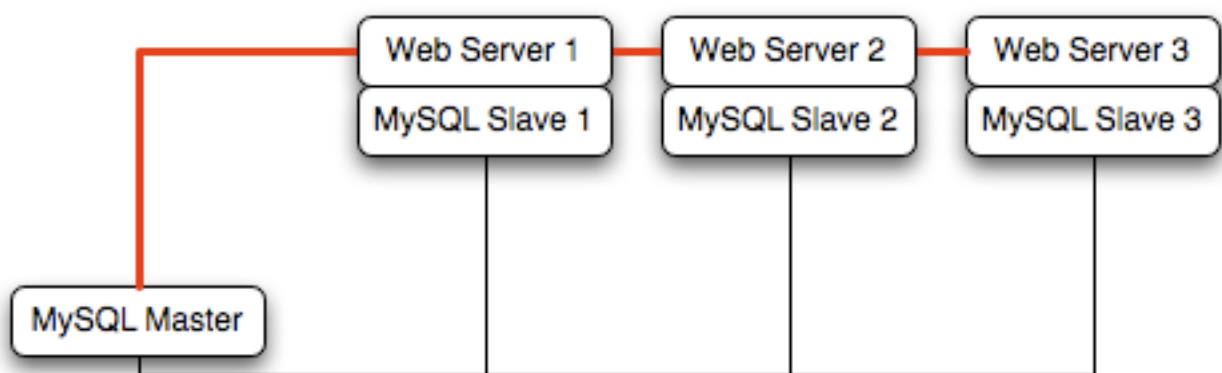 Web Server 1
Web Server 2
Web Server 3
MySQL Slave 1
MySQL Slave 2
MySQL Slave 3
MySQL Master